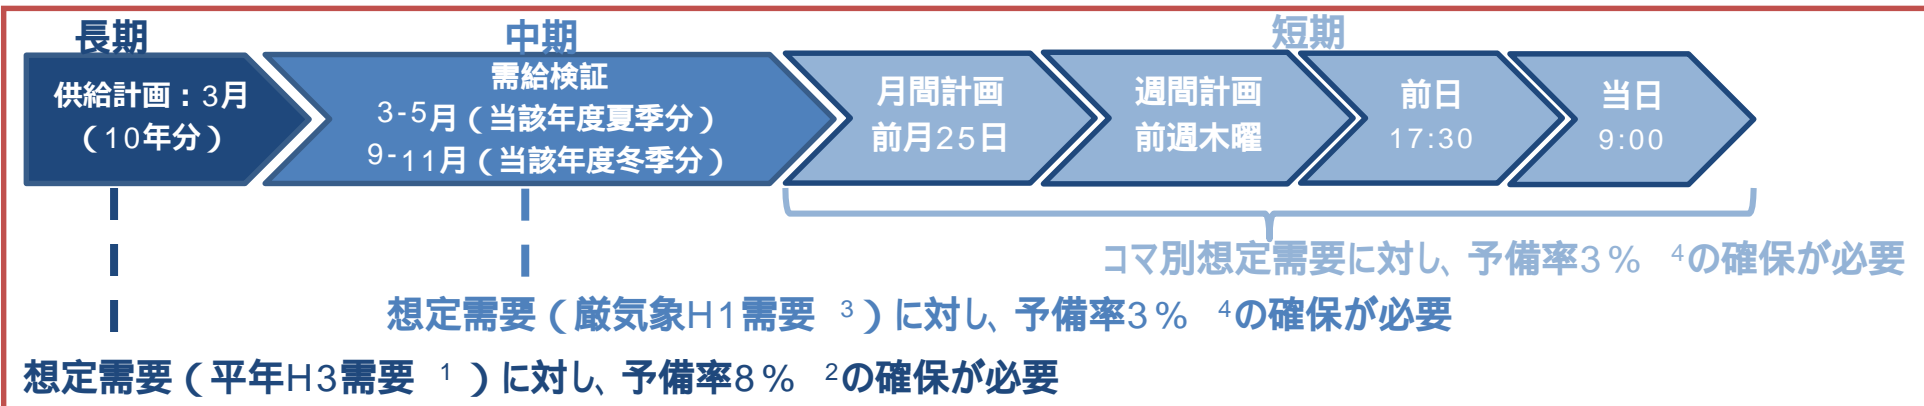 長期
中期
短期
供給計画：3月
（10年分）
需給検証
3-5月（当該年度夏季分）
9-11月（当該年度冬季分）
月間計画
前月25日
週間計画
前週木曜
前日
17:30
当日
9:00
コマ別想定需要に対し、予備率3% 4の確保が必要
想定需要（厳気象H1需要 3）に対し、予備率3% 4の確保が必要
想定需要（平年H3需要 1）に対し、予備率8% 2の確保が必要